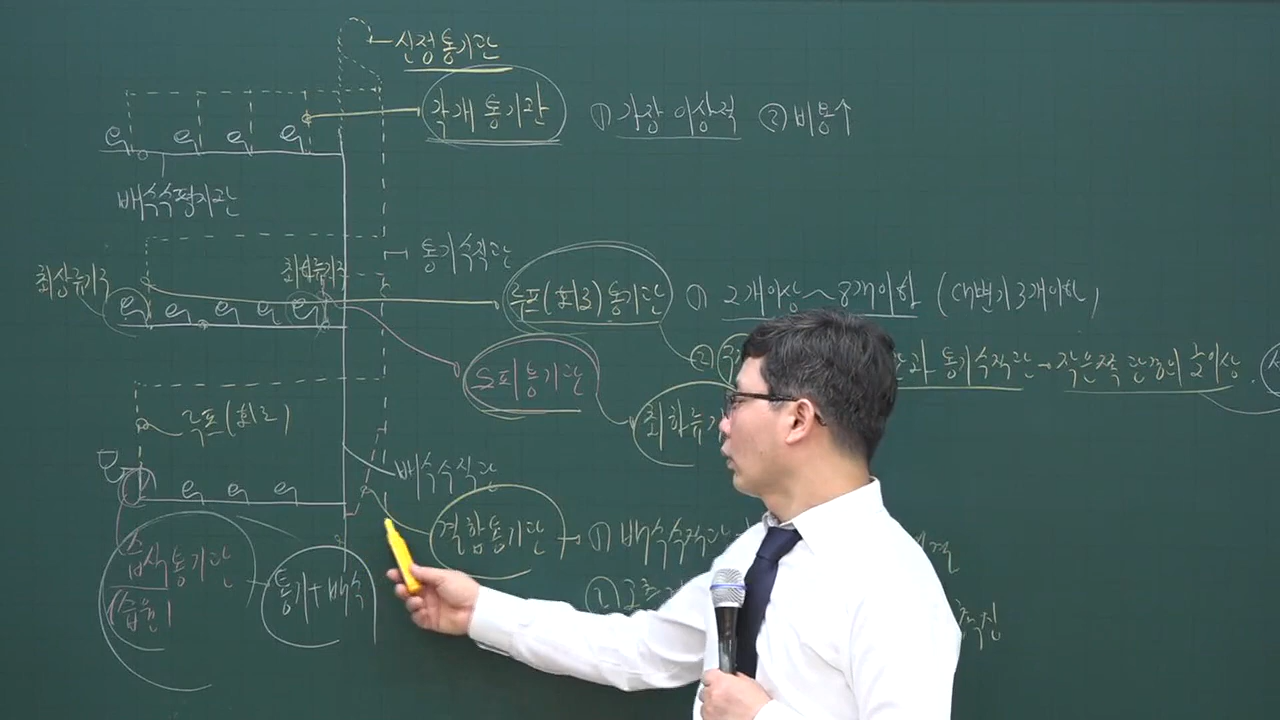 신정통기관
각개통기관 ① 가장 이상적 ② 비용↑
배수수평지관
통기수직관
최상류기구
최하류기구
루프(회로)통기관 ① 2개이상~8개이하 (대변기3개이하)
② 통기수직관→작은쪽 관경의 ½이상.
도피통기관
최하류기
루프(회로)
배수수직관
결합통기관 → ① 배수수직관
습식통기관
(습윤)
통기+배수
② 
촉진